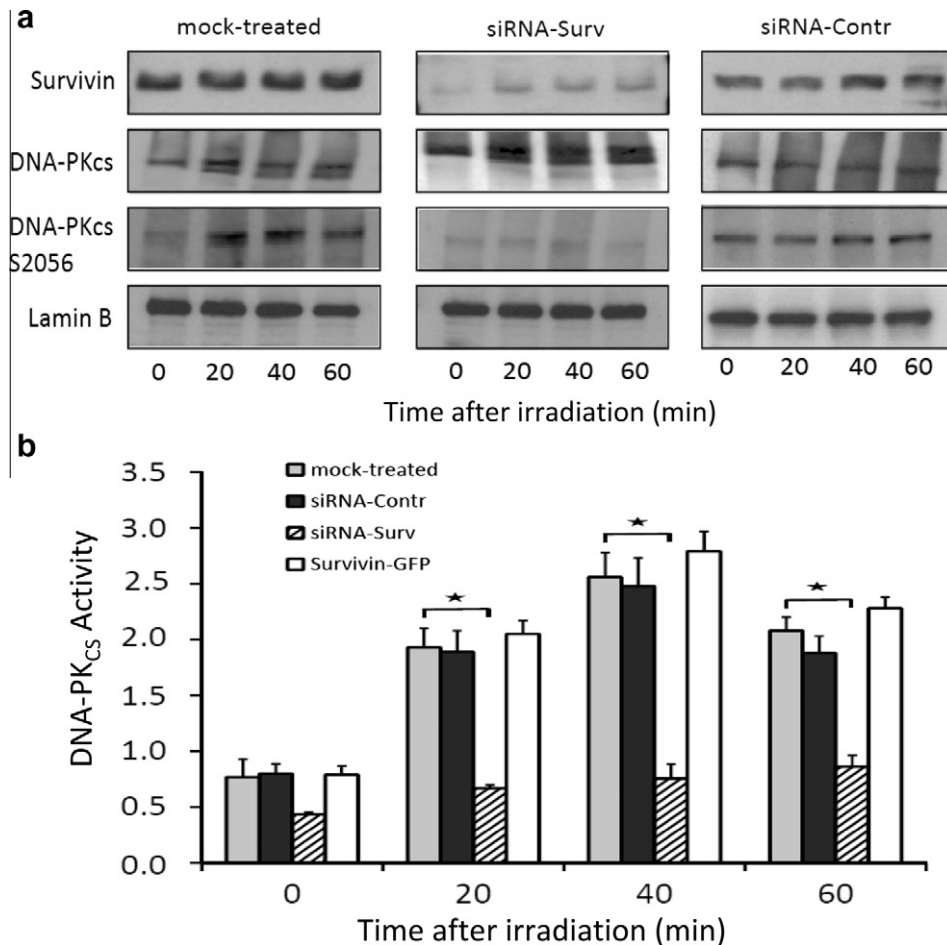 a
mock-treated siRNA-Surv siRNA-Contr
Survivin
DNA-PKcs
DNA-PKcs
S2056
Lamin B
0 20 40 60 0 20 40 60 0 20 40 60
Time after irradiation (min)
b
3.5
3.0
2.5
2.0
1.5
1.0
0.5
0.0
DNA-PKCS Activity
mock-treated
siRNA-Contr
siRNA-Surv
Survivin-GFP
0 20 40 60
Time after irradiation (min)